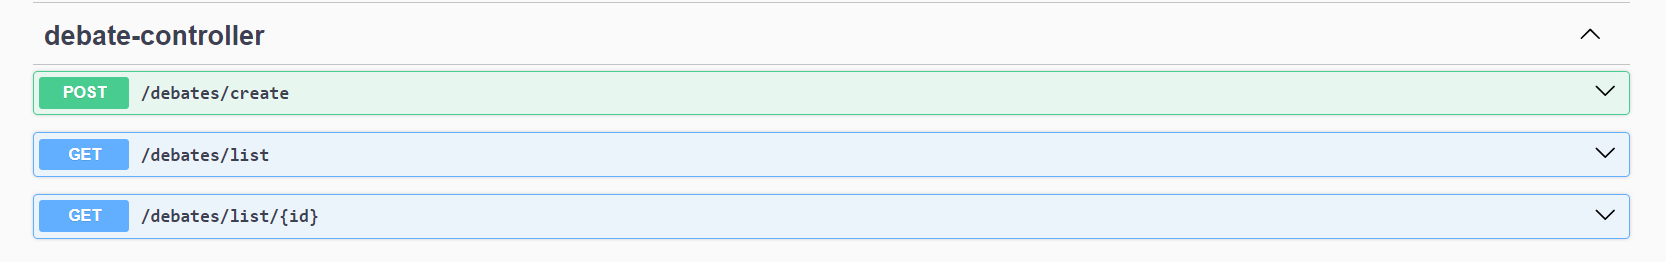 debate-controller
POST /debates/create
GET /debates/list
GET /debates/list/{id}